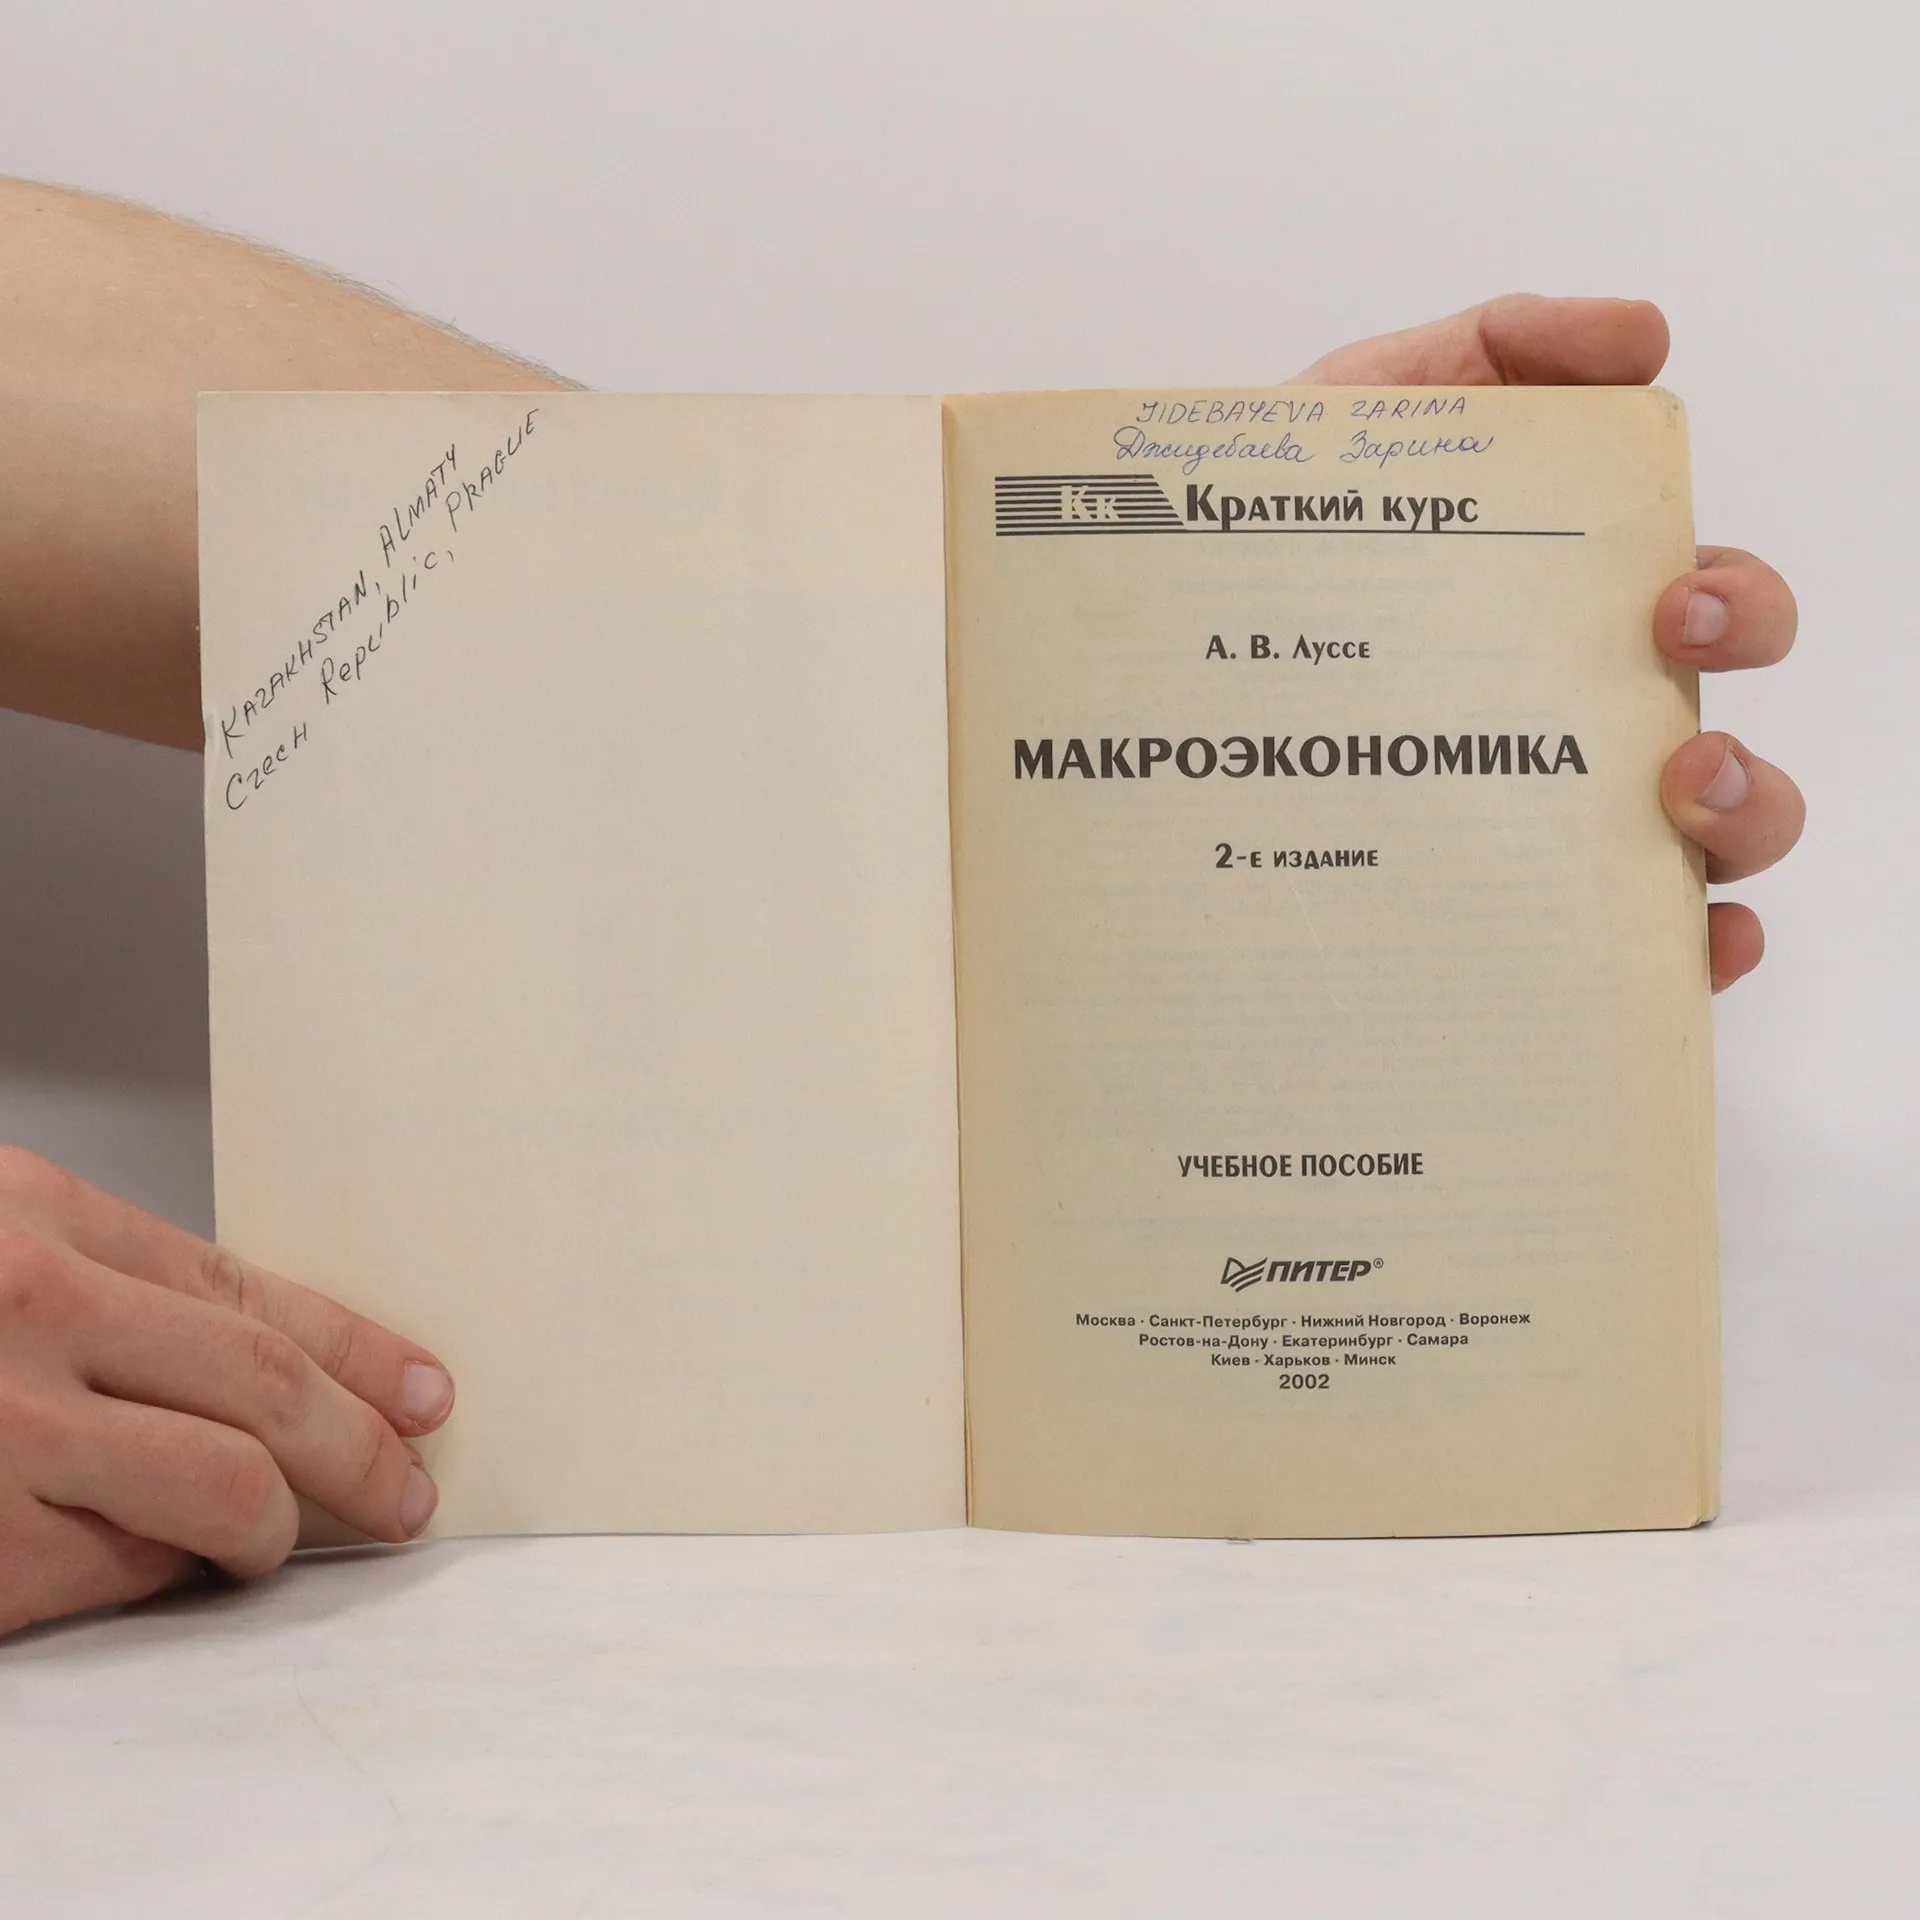 KAZAKHSTAN, ALMATY
Czech Republic, PRAGUE
JIDEBAYEVA ZARINA
Джидебаева Зарина
Кк Краткий курс
А. В. Луссе
МАКРОЭКОНОМИКА
2-е издание
УЧЕБНОЕ ПОСОБИЕ
ПИТЕР®
Москва · Санкт-Петербург · Нижний Новгород · Воронеж
Ростов-на-Дону · Екатеринбург · Самара
Киев · Харьков · Минск
2002